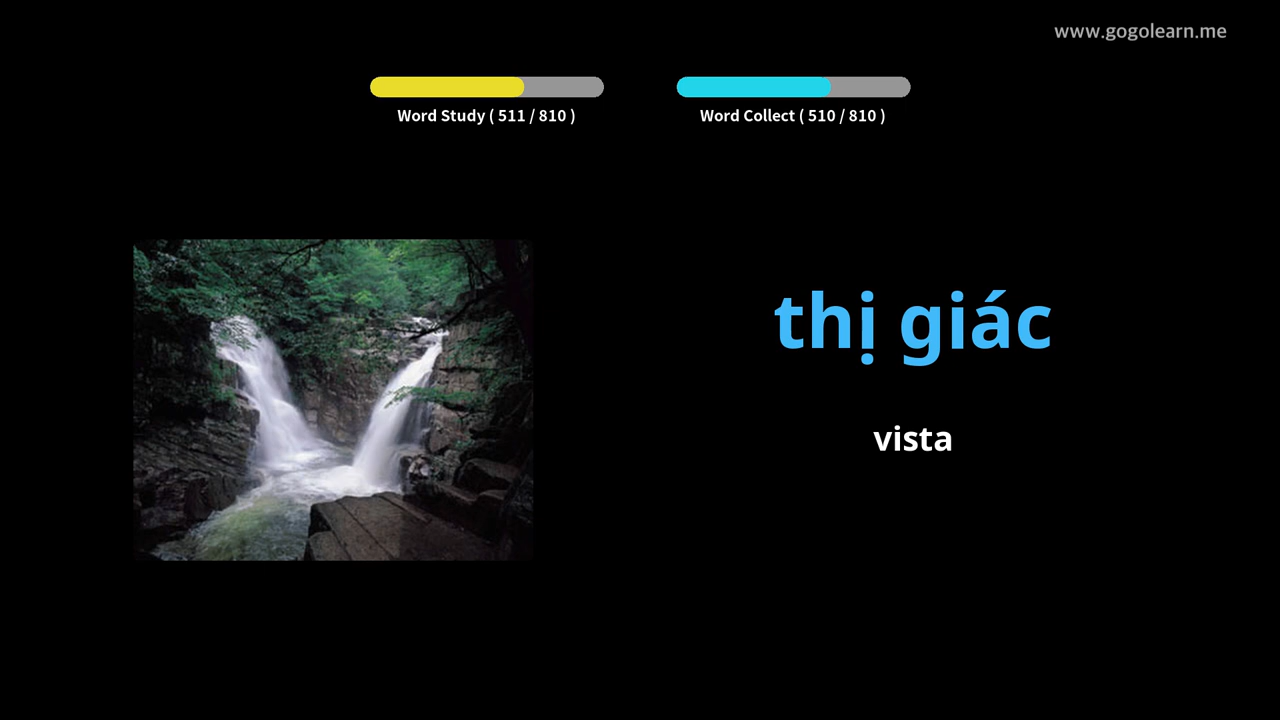 www.gogolearn.me
Word Study ( 511 / 810 )
Word Collect ( 510 / 810 )
thị giác
vista